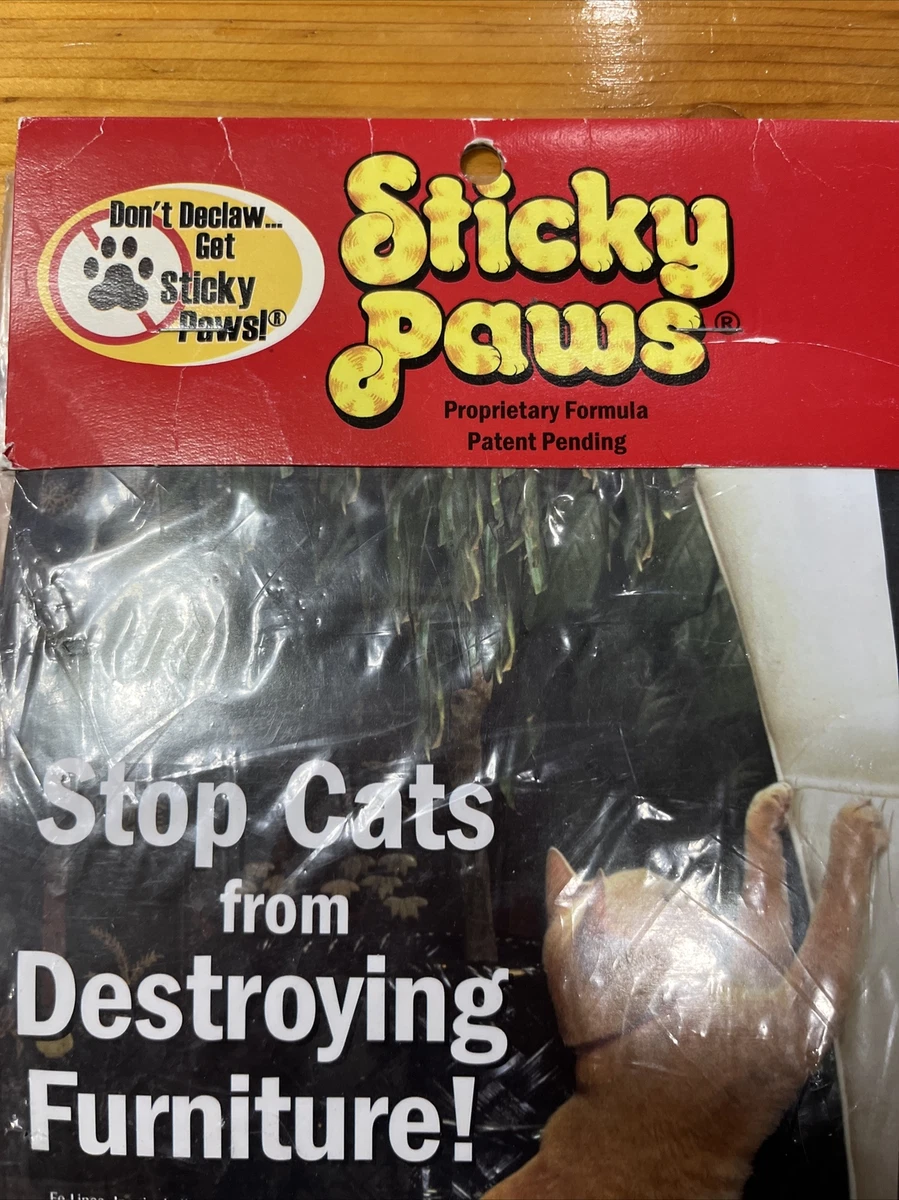 Don't Declaw...
Get
Sticky
Paws!®
Sticky
Paws®
Proprietary Formula
Patent Pending
Stop Cats
from
Destroying
Furniture!